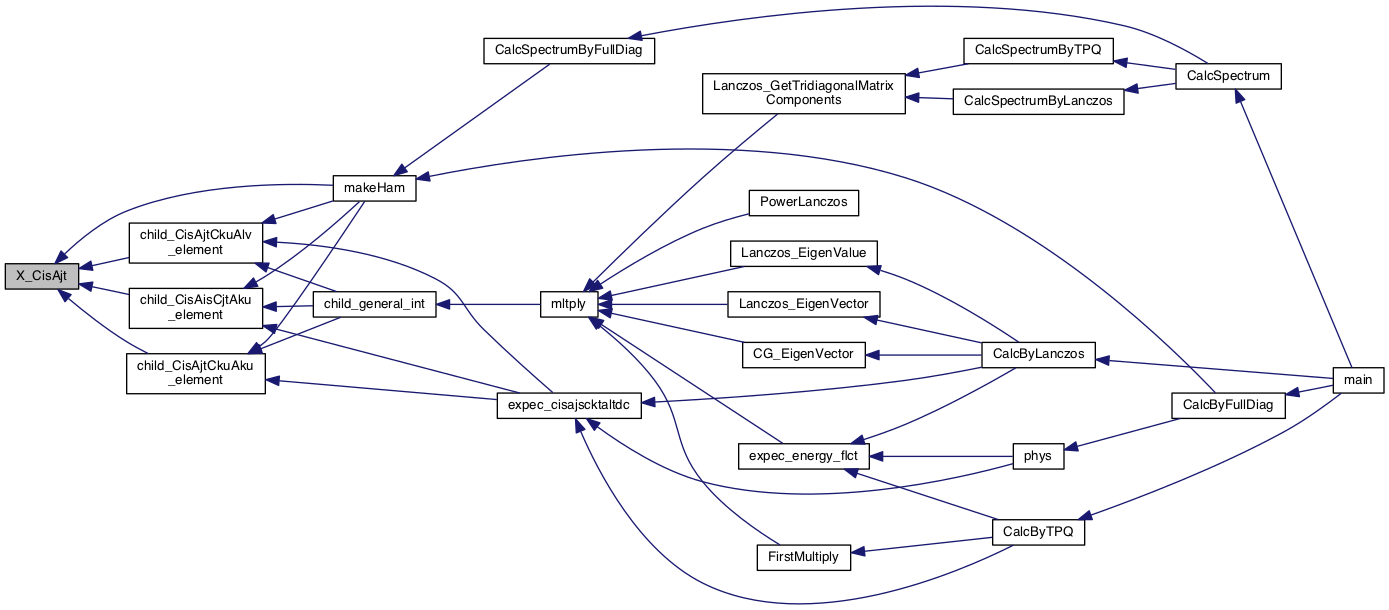 X_CisAjt
makeHam
child_CisAjtCkuAlv
_element
child_CisAisCjtAku
_element
child_CisAjtCkuAku
_element
child_general_int
CalcSpectrumByFullDiag
mltply
expec_cisajscktaltdc
Lanczos_GetTridiagonalMatrix
Components
PowerLanczos
Lanczos_EigenValue
Lanczos_EigenVector
CG_EigenVector
expec_energy_flct
FirstMultiply
CalcSpectrumByTPQ
CalcSpectrumByLanczos
CalcByLanczos
phys
CalcByTPQ
CalcSpectrum
CalcByFullDiag
main